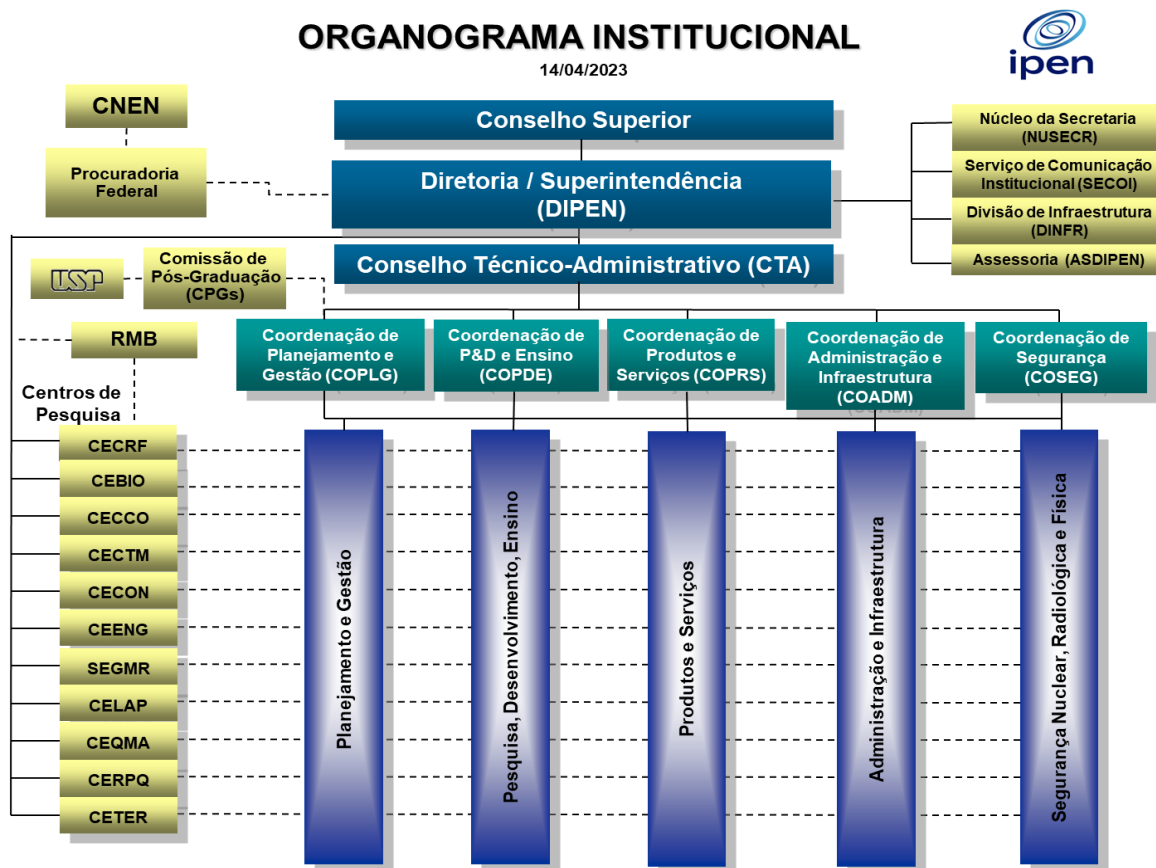 ORGANOGRAMA INSTITUCIONAL
14/04/2023
ipen
CNEN
Procuradoria
Federal
Conselho Superior
Diretoria / Superintendência
(DIPEN)
Núcleo da Secretaria
(NUSECR)
Serviço de Comunicação
Institucional (SECOI)
Divisão de Infraestrutura
(DINFR)
Assessoria (ASDIPEN)
Conselho Técnico-Administrativo (CTA)
USP
Comissão de
Pós-Graduação
(CPGs)
RMB
Coordenação de
Planejamento e
Gestão (COPLG)
Coordenação de
P&D e Ensino
(COPDE)
Coordenação de
Produtos e
Serviços (COPRS)
Coordenação de
Administração e
Infraestrutura
(COADM)
Coordenação de
Segurança
(COSEG)
Centros de
Pesquisa
CECRF
CEBIO
CECCO
CECTM
CECON
CEENG
SEGMR
CELAP
CEQMA
CERPQ
CETER
Planejamento e Gestão
Pesquisa, Desenvolvimento, Ensino
Produtos e Serviços
Administração e Infraestrutura
Segurança Nuclear, Radiológica e Física